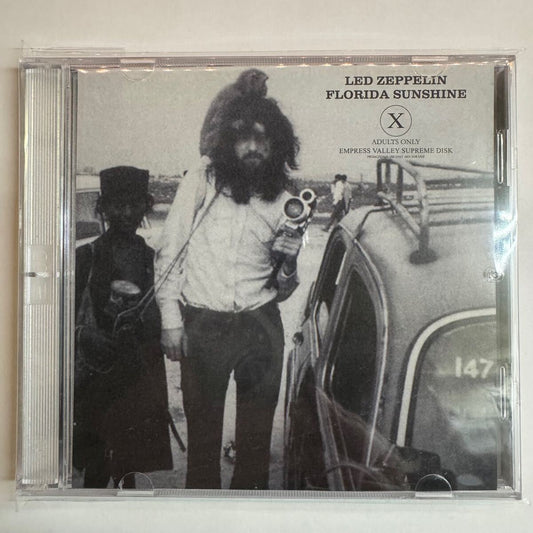 LED ZEPPELIN
FLORIDA SUNSHINE
X
ADULTS ONLY
EMPRESS VALLEY SUPREME DISK
147